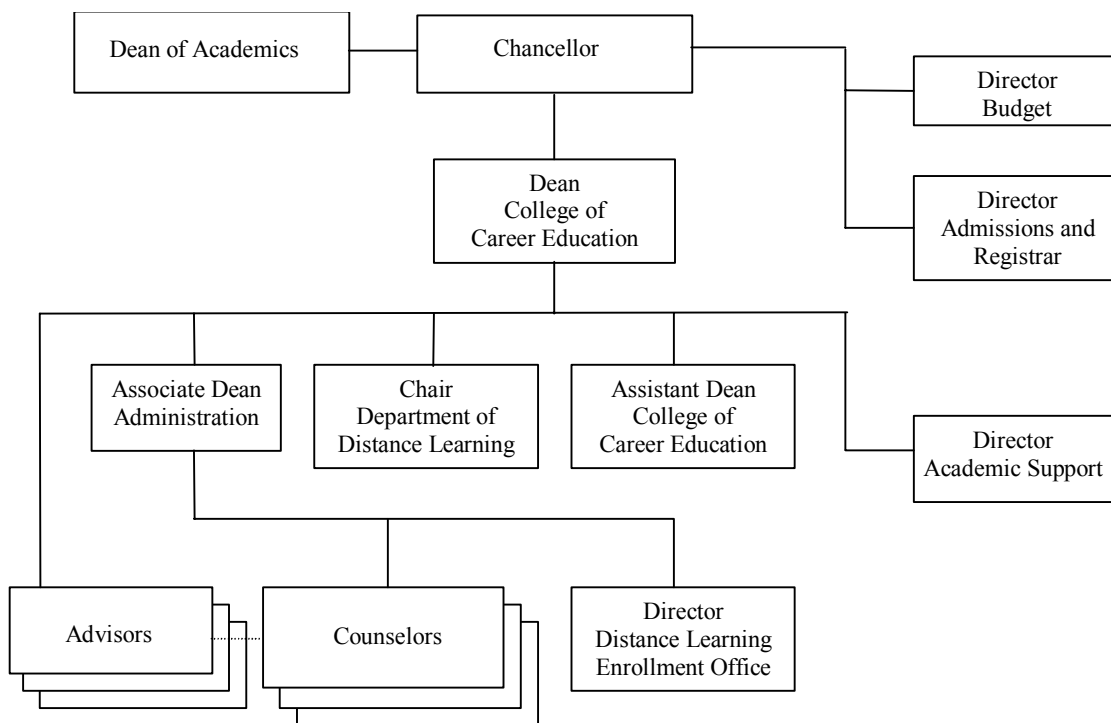 Dean of Academics
Chancellor
Director
Budget
Dean
College of
Career Education
Director
Admissions and
Registrar
Associate Dean
Administration
Chair
Department of
Distance Learning
Assistant Dean
College of
Career Education
Director
Academic Support
Advisors
Counselors
Director
Distance Learning
Enrollment Office